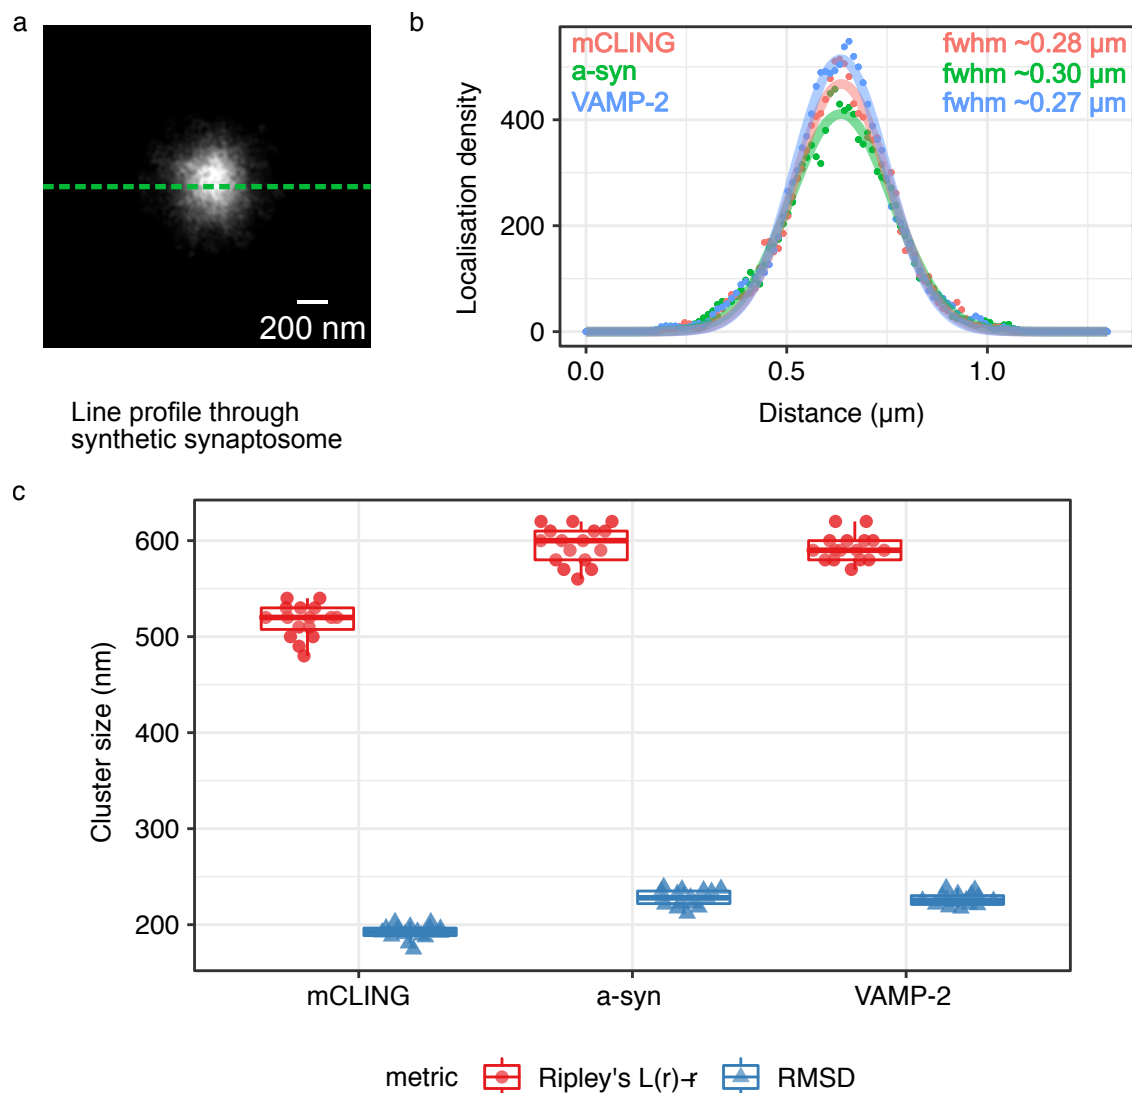 a
200 nm
Line profile through
synthetic synaptosome
b
mCLING
a-syn
VAMP-2
fwhm ~0.28 µm
fwhm ~0.30 µm
fwhm ~0.27 µm
Localisation density
400
200
0
0.0 0.5 1.0
Distance (µm)
c
Cluster size (nm)
600
500
400
300
200
mCLING a-syn VAMP-2
metric Ripley's L(r)-r RMSD